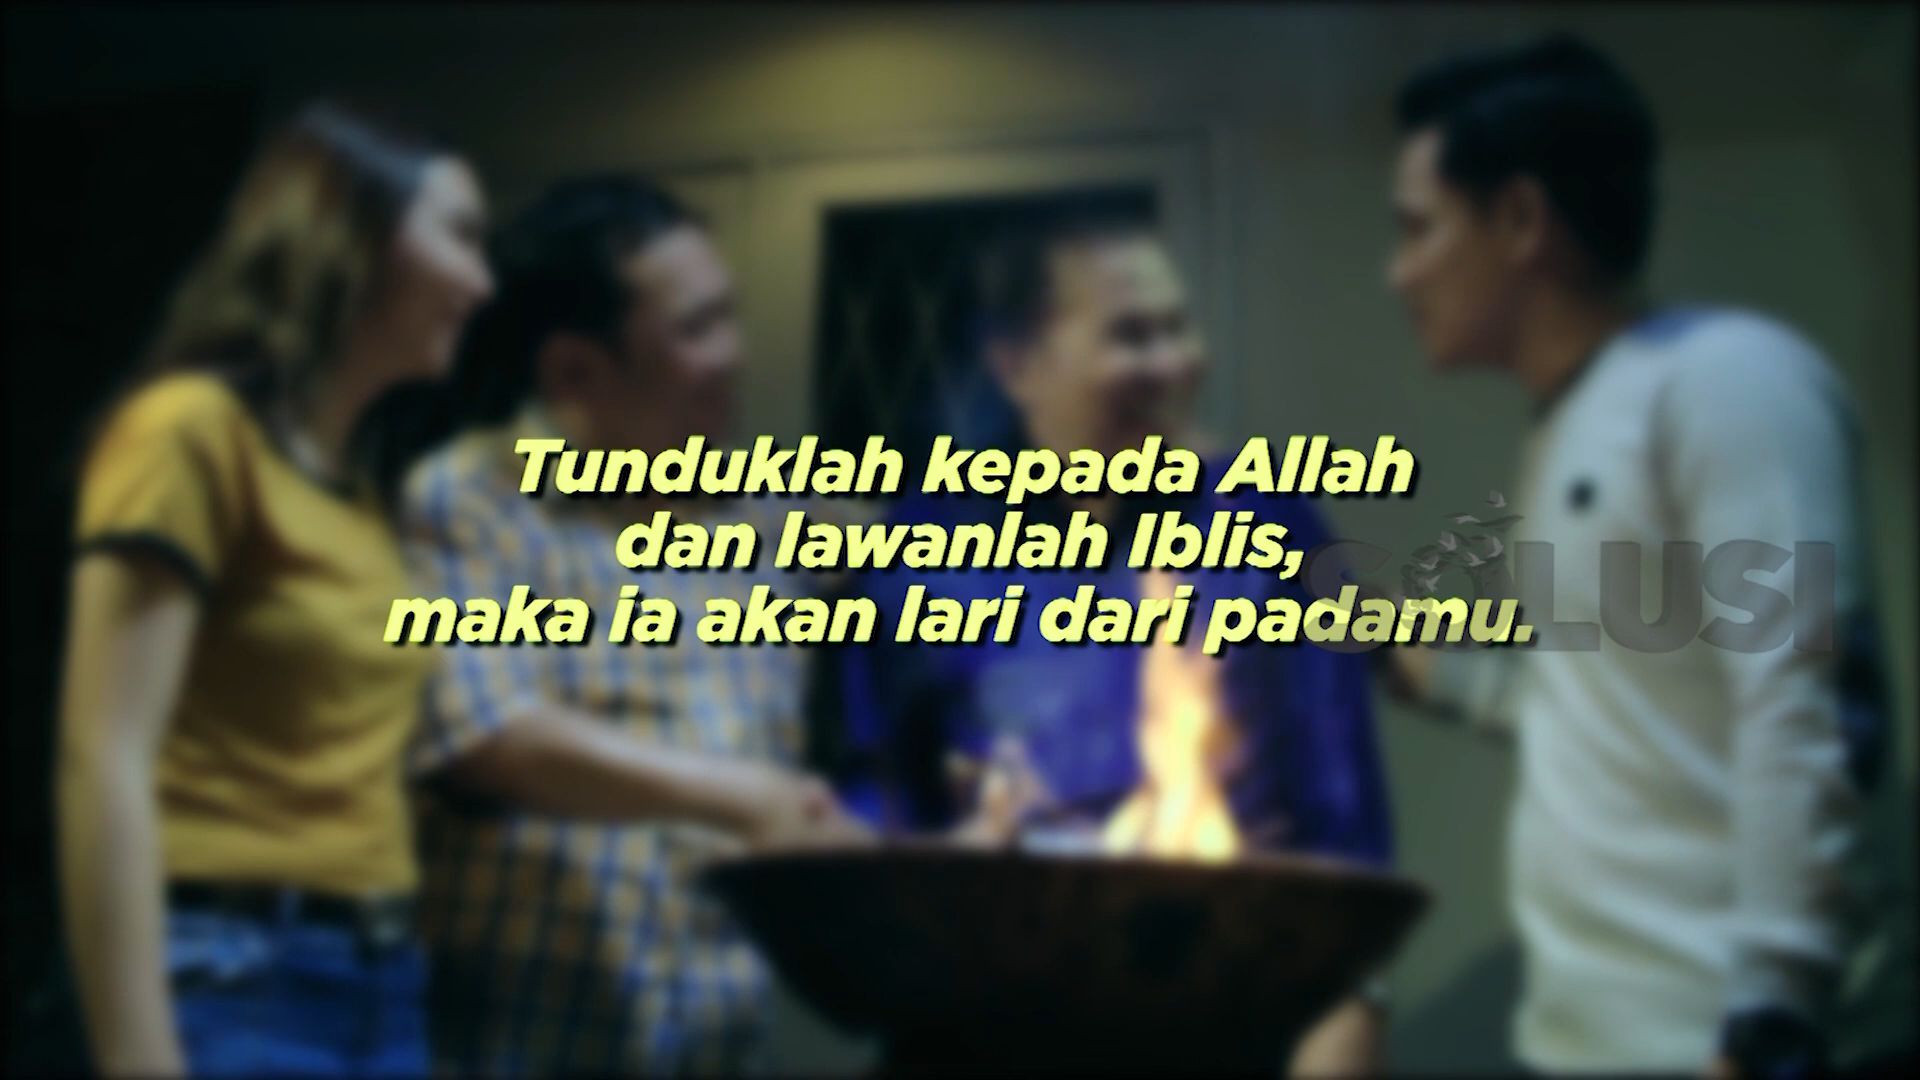 Tunduklah kepada Allah
dan lawanlah Iblis,
maka ia akan lari dari padamu.
SOLUSI